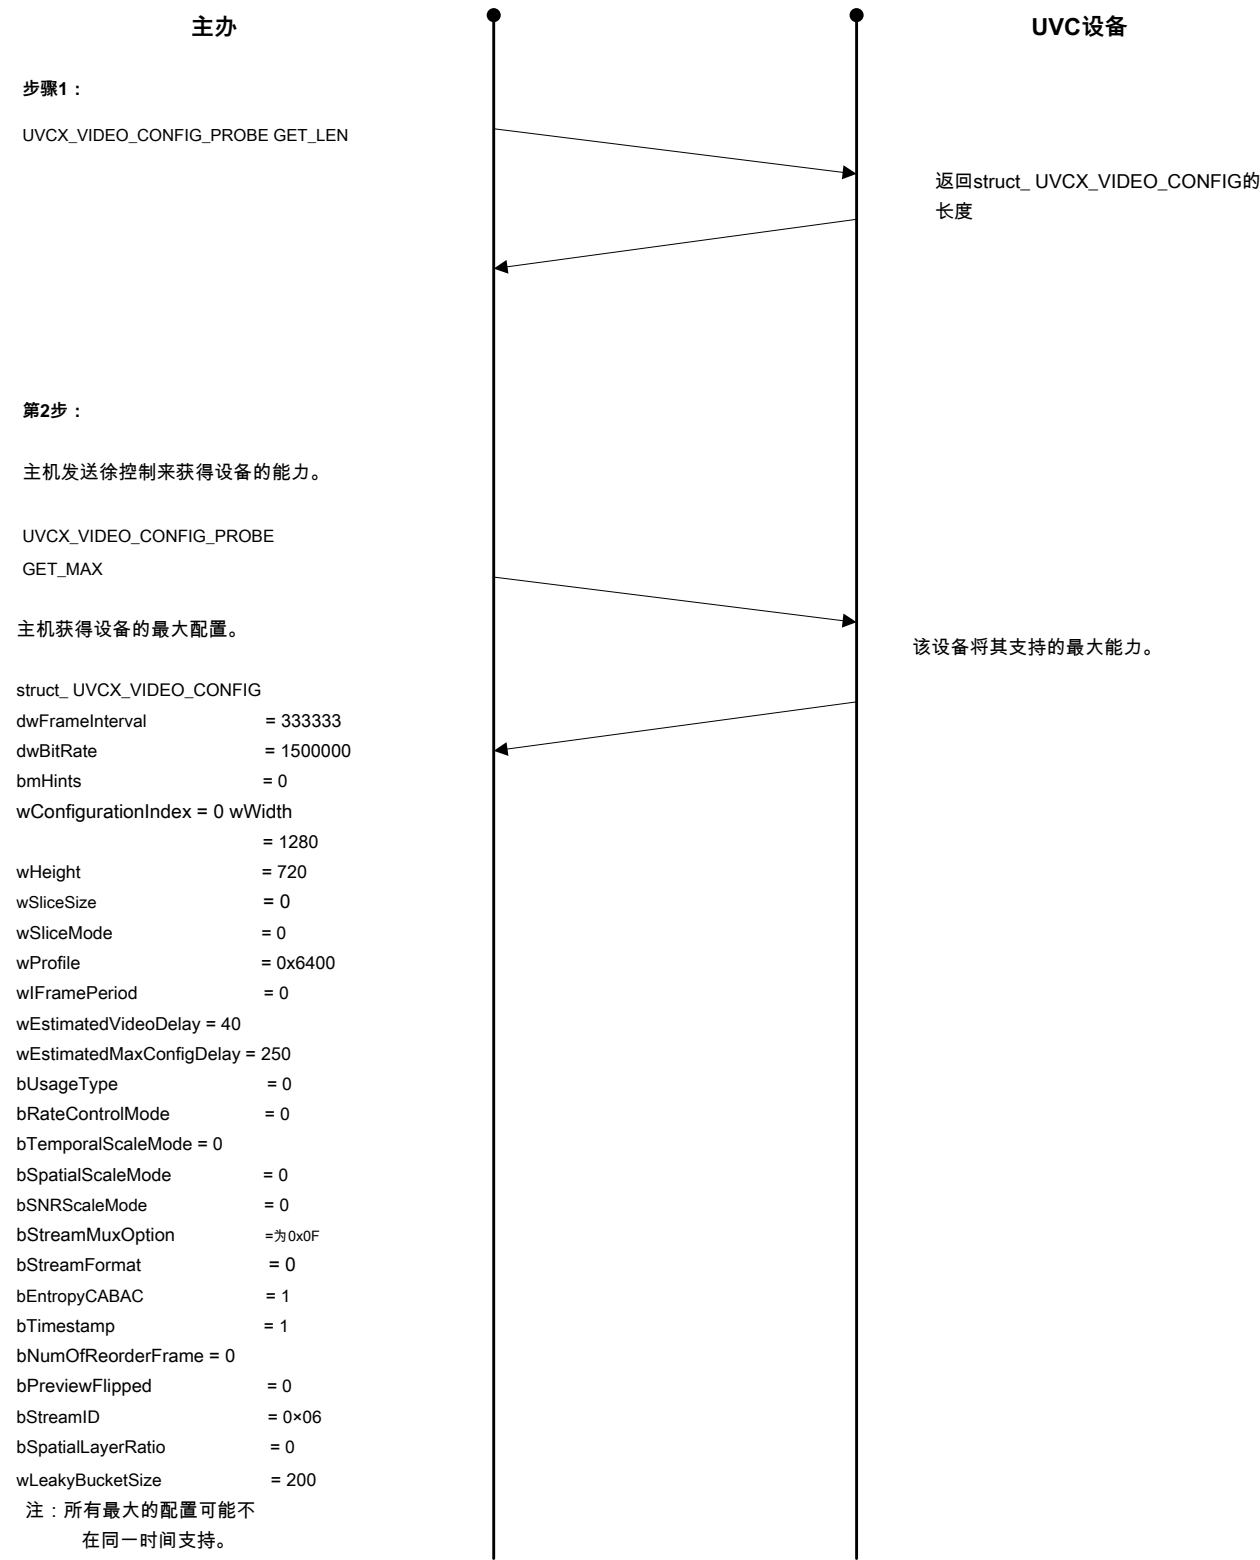 主办
UVC设备
步骤1：
UVCX_VIDEO_CONFIG_PROBE GET_LEN
返回struct_ UVCX_VIDEO_CONFIG的
长度
第2步：
主机发送徐控制来获得设备的能力。
UVCX_VIDEO_CONFIG_PROBE
GET_MAX
主机获得设备的最大配置。
该设备将其支持的最大能力。
struct_ UVCX_VIDEO_CONFIG
dwFrameInterval = 333333
dwBitRate = 1500000
bmHints = 0
wConfigurationIndex = 0 wWidth
= 1280
wHeight = 720
wSliceSize = 0
wSliceMode = 0
wProfile = 0x6400
wIFramePeriod = 0
wEstimatedVideoDelay = 40
wEstimatedMaxConfigDelay = 250
bUsageType = 0
bRateControlMode = 0
bTemporalScaleMode = 0
bSpatialScaleMode = 0
bSNRScaleMode = 0
bStreamMuxOption =为0x0F
bStreamFormat = 0
bEntropyCABAC = 1
bTimestamp = 1
bNumOfReorderFrame = 0
bPreviewFlipped = 0
bStreamID = 0×06
bSpatialLayerRatio = 0
wLeakyBucketSize = 200
注：所有最大的配置可能不
在同一时间支持。